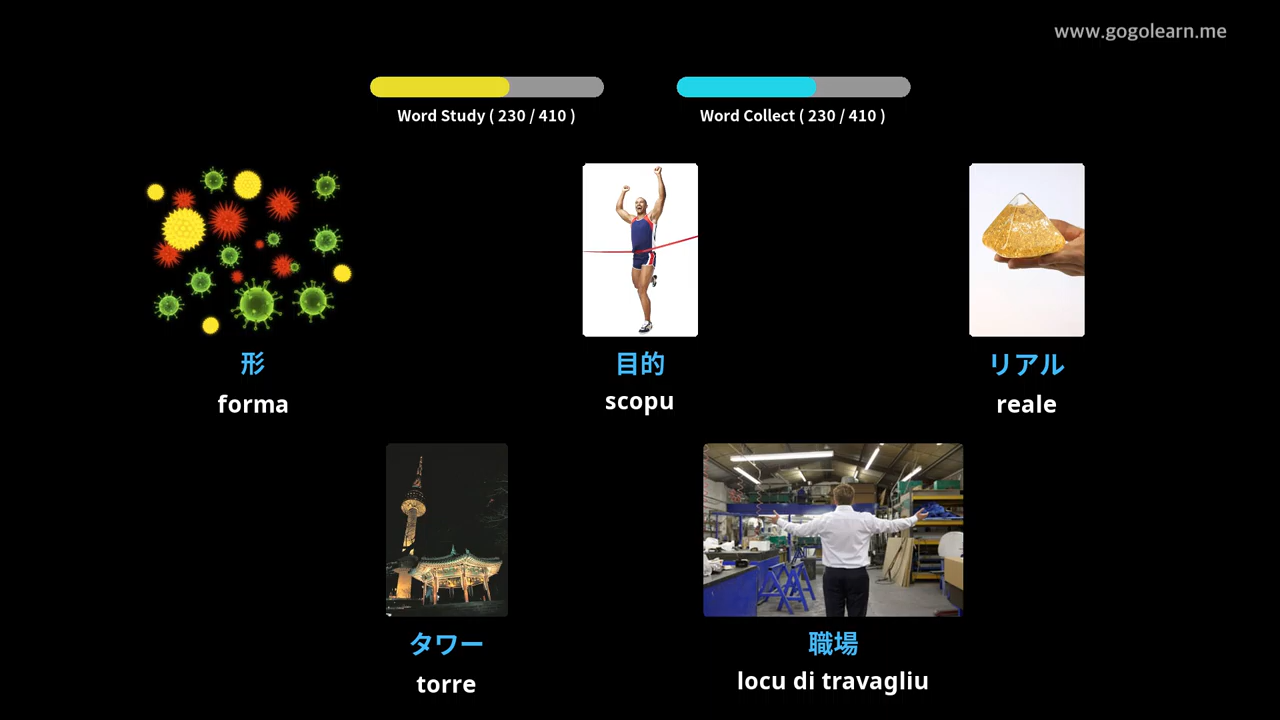 www.gogolearn.me
Word Study ( 230 / 410 )
Word Collect ( 230 / 410 )
形
forma
目的
scopu
リアル
reale
タワー
torre
職場
locu di travagliu